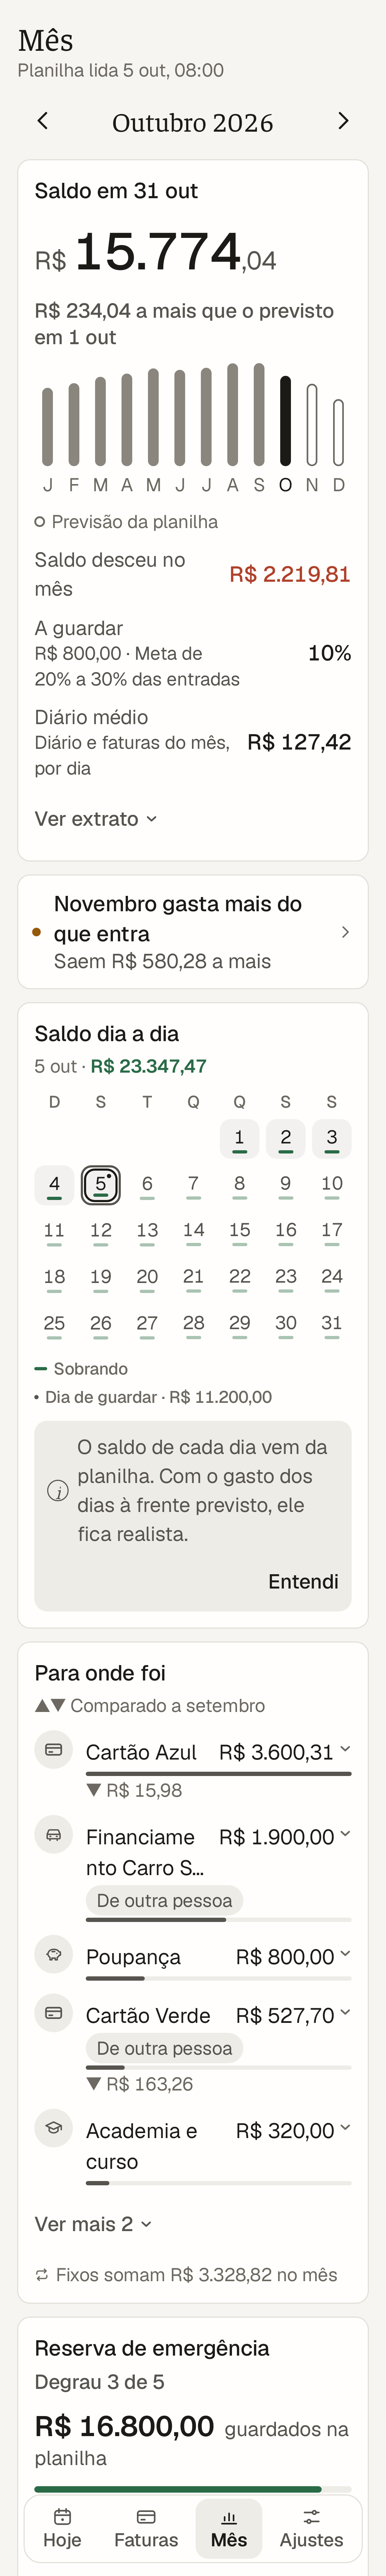 Mês
Planilha lida 5 out, 08:00
Outubro 2026
Saldo em 31 out
R$ 15.774,04
R$ 234,04 a mais que o previsto
em 1 out
J F M A M J J A S O N D
Previsão da planilha
Saldo desceu no
mês
R$ 2.219,81
A guardar
R$ 800,00 · Meta de
20% a 30% das entradas
10%
Diário médio
Diário e faturas do mês,
por dia
R$ 127,42
Ver extrato
Novembro gasta mais do
que entra
Saem R$ 580,28 a mais
Saldo dia a dia
5 out · R$ 23.347,47
D S T Q Q S S
1 2 3
4 5 6 7 8 9 10
11 12 13 14 15 16 17
18 19 20 21 22 23 24
25 26 27 28 29 30 31
Sobrando
Dia de guardar · R$ 11.200,00
O saldo de cada dia vem da
planilha. Com o gasto dos
dias à frente previsto, ele
fica realista.
Entendi
Para onde foi
▲▼ Comparado a setembro
Cartão Azul R$ 3.600,31
▼ R$ 15,98
Financiame
nto Carro S...
R$ 1.900,00
De outra pessoa
Poupança R$ 800,00
Cartão Verde R$ 527,70
De outra pessoa
▼ R$ 163,26
Academia e
curso
R$ 320,00
Ver mais 2
Fixos somam R$ 3.328,82 no mês
Reserva de emergência
Degrau 3 de 5
R$ 16.800,00 guardados na
planilha
Hoje Faturas Mês Ajustes